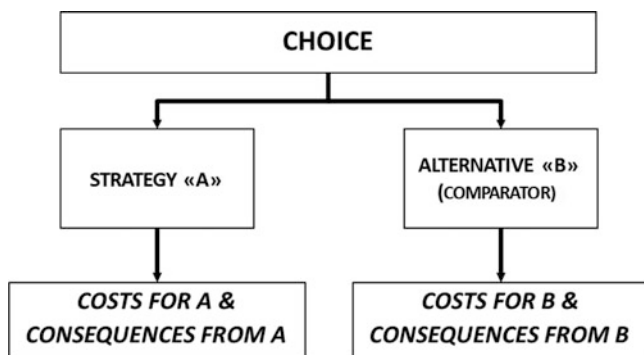 CHOICE
STRATEGY «A»
ALTERNATIVE «B»
(COMPARATOR)
COSTS FOR A &
CONSEQUENCES FROM A
COSTS FOR B &
CONSEQUENCES FROM B